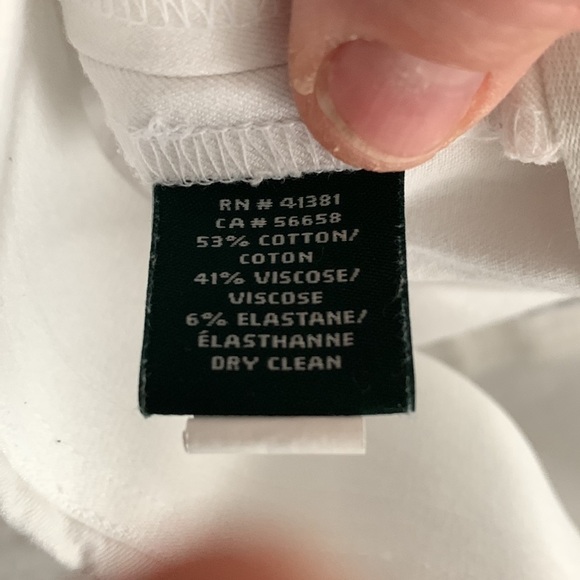 RN # 41381
CA # 56658
53% COTTON/
COTON
41% VISCOSE/
VISCOSE
6% ELASTANE/
ÉLASTHANNE
DRY CLEAN